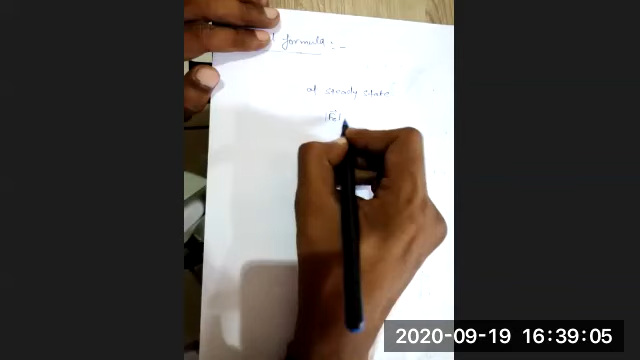 formula :-
at steady state
|F⃗e|
2020-09-19 16:39:05